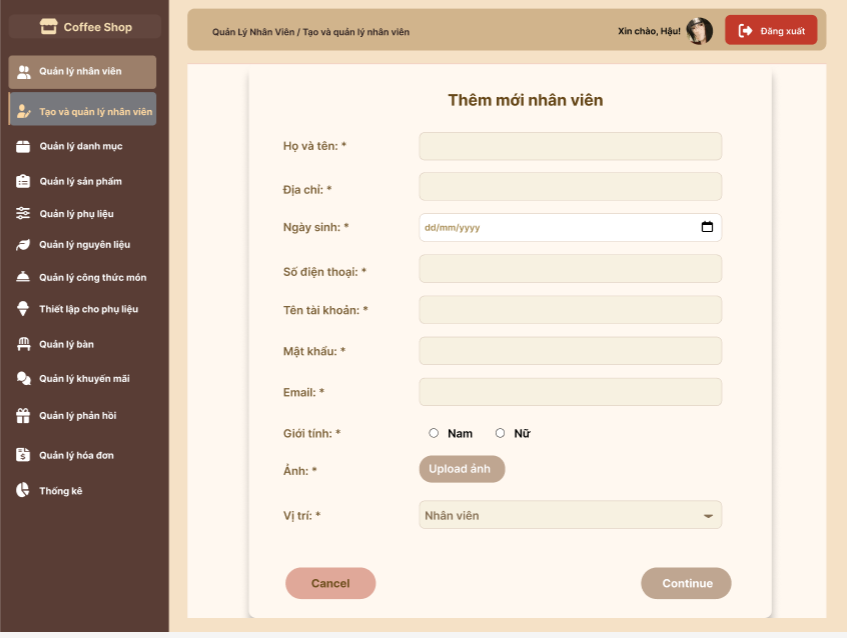 Coffee Shop
Quản lý nhân viên
Tạo và quản lý nhân viên
Quản lý danh mục
Quản lý sản phẩm
Quản lý phụ liệu
Quản lý nguyên liệu
Quản lý công thức món
Thiết lập cho phụ liệu
Quản lý bàn
Quản lý khuyến mãi
Quản lý phản hồi
Quản lý hóa đơn
Thống kê
Quản Lý Nhân Viên / Tạo và quản lý nhân viên
Xin chào, Hậu!
Đăng xuất
Thêm mới nhân viên
Họ và tên: *
Địa chỉ: *
Ngày sinh: *
dd/mm/yyyy
Số điện thoại: *
Tên tài khoản: *
Mật khẩu: *
Email: *
Giới tính: *
Nam
Nữ
Ảnh: *
Upload ảnh
Vị trí: *
Nhân viên
Cancel
Continue